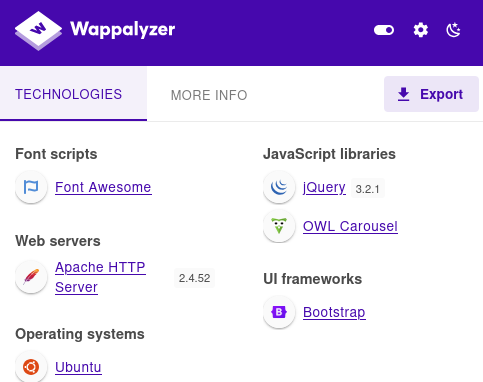 Wappalyzer
TECHNOLOGIES
MORE INFO
Export
Font scripts
Font Awesome
Web servers
Apache HTTP
Server
2.4.52
Operating systems
Ubuntu
JavaScript libraries
jQuery 3.2.1
OWL Carousel
UI frameworks
B
Bootstrap